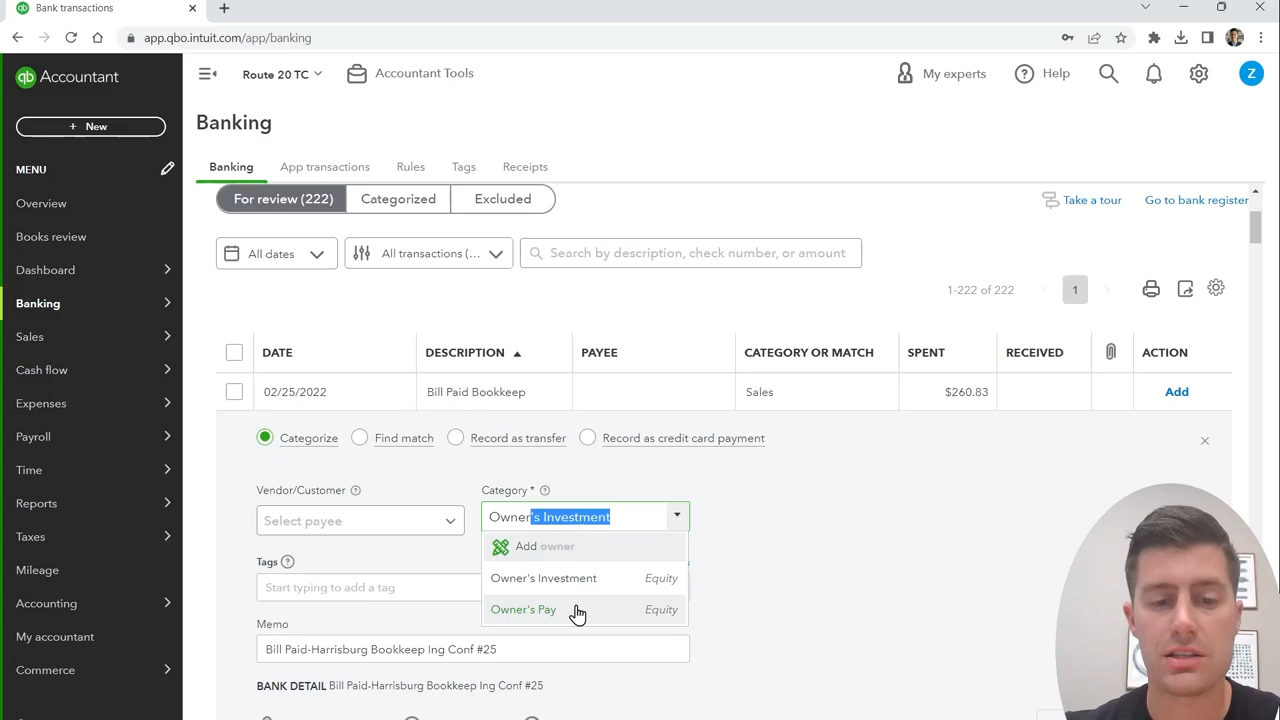 Bank transactions
app.qbo.intuit.com/app/banking
qb Accountant
Route 20 TC
Accountant Tools
My experts
Help
Z
+ New
Banking
MENU
Banking
App transactions
Rules
Tags
Receipts
Overview
For review (222)
Categorized
Excluded
Take a tour
Go to bank register
Books review
Dashboard
All dates
All transactions (...
Search by description, check number, or amount
Banking
1-222 of 222
1
Sales
DATE
DESCRIPTION
PAYEE
CATEGORY OR MATCH
SPENT
RECEIVED
ACTION
Cash flow
02/25/2022
Bill Paid Bookkeep
Sales
$260.83
Add
Expenses
Payroll
Categorize
Find match
Record as transfer
Record as credit card payment
Time
Vendor/Customer
Category *
Reports
Select payee
Owner's Investment
Taxes
Add owner
Mileage
Tags
Owner's Investment
Equity
Start typing to add a tag
Accounting
Owner's Pay
Equity
My accountant
Memo
Bill Paid-Harrisburg Bookkeep Ing Conf #25
Commerce
BANK DETAIL Bill Paid-Harrisburg Bookkeep Ing Conf #25